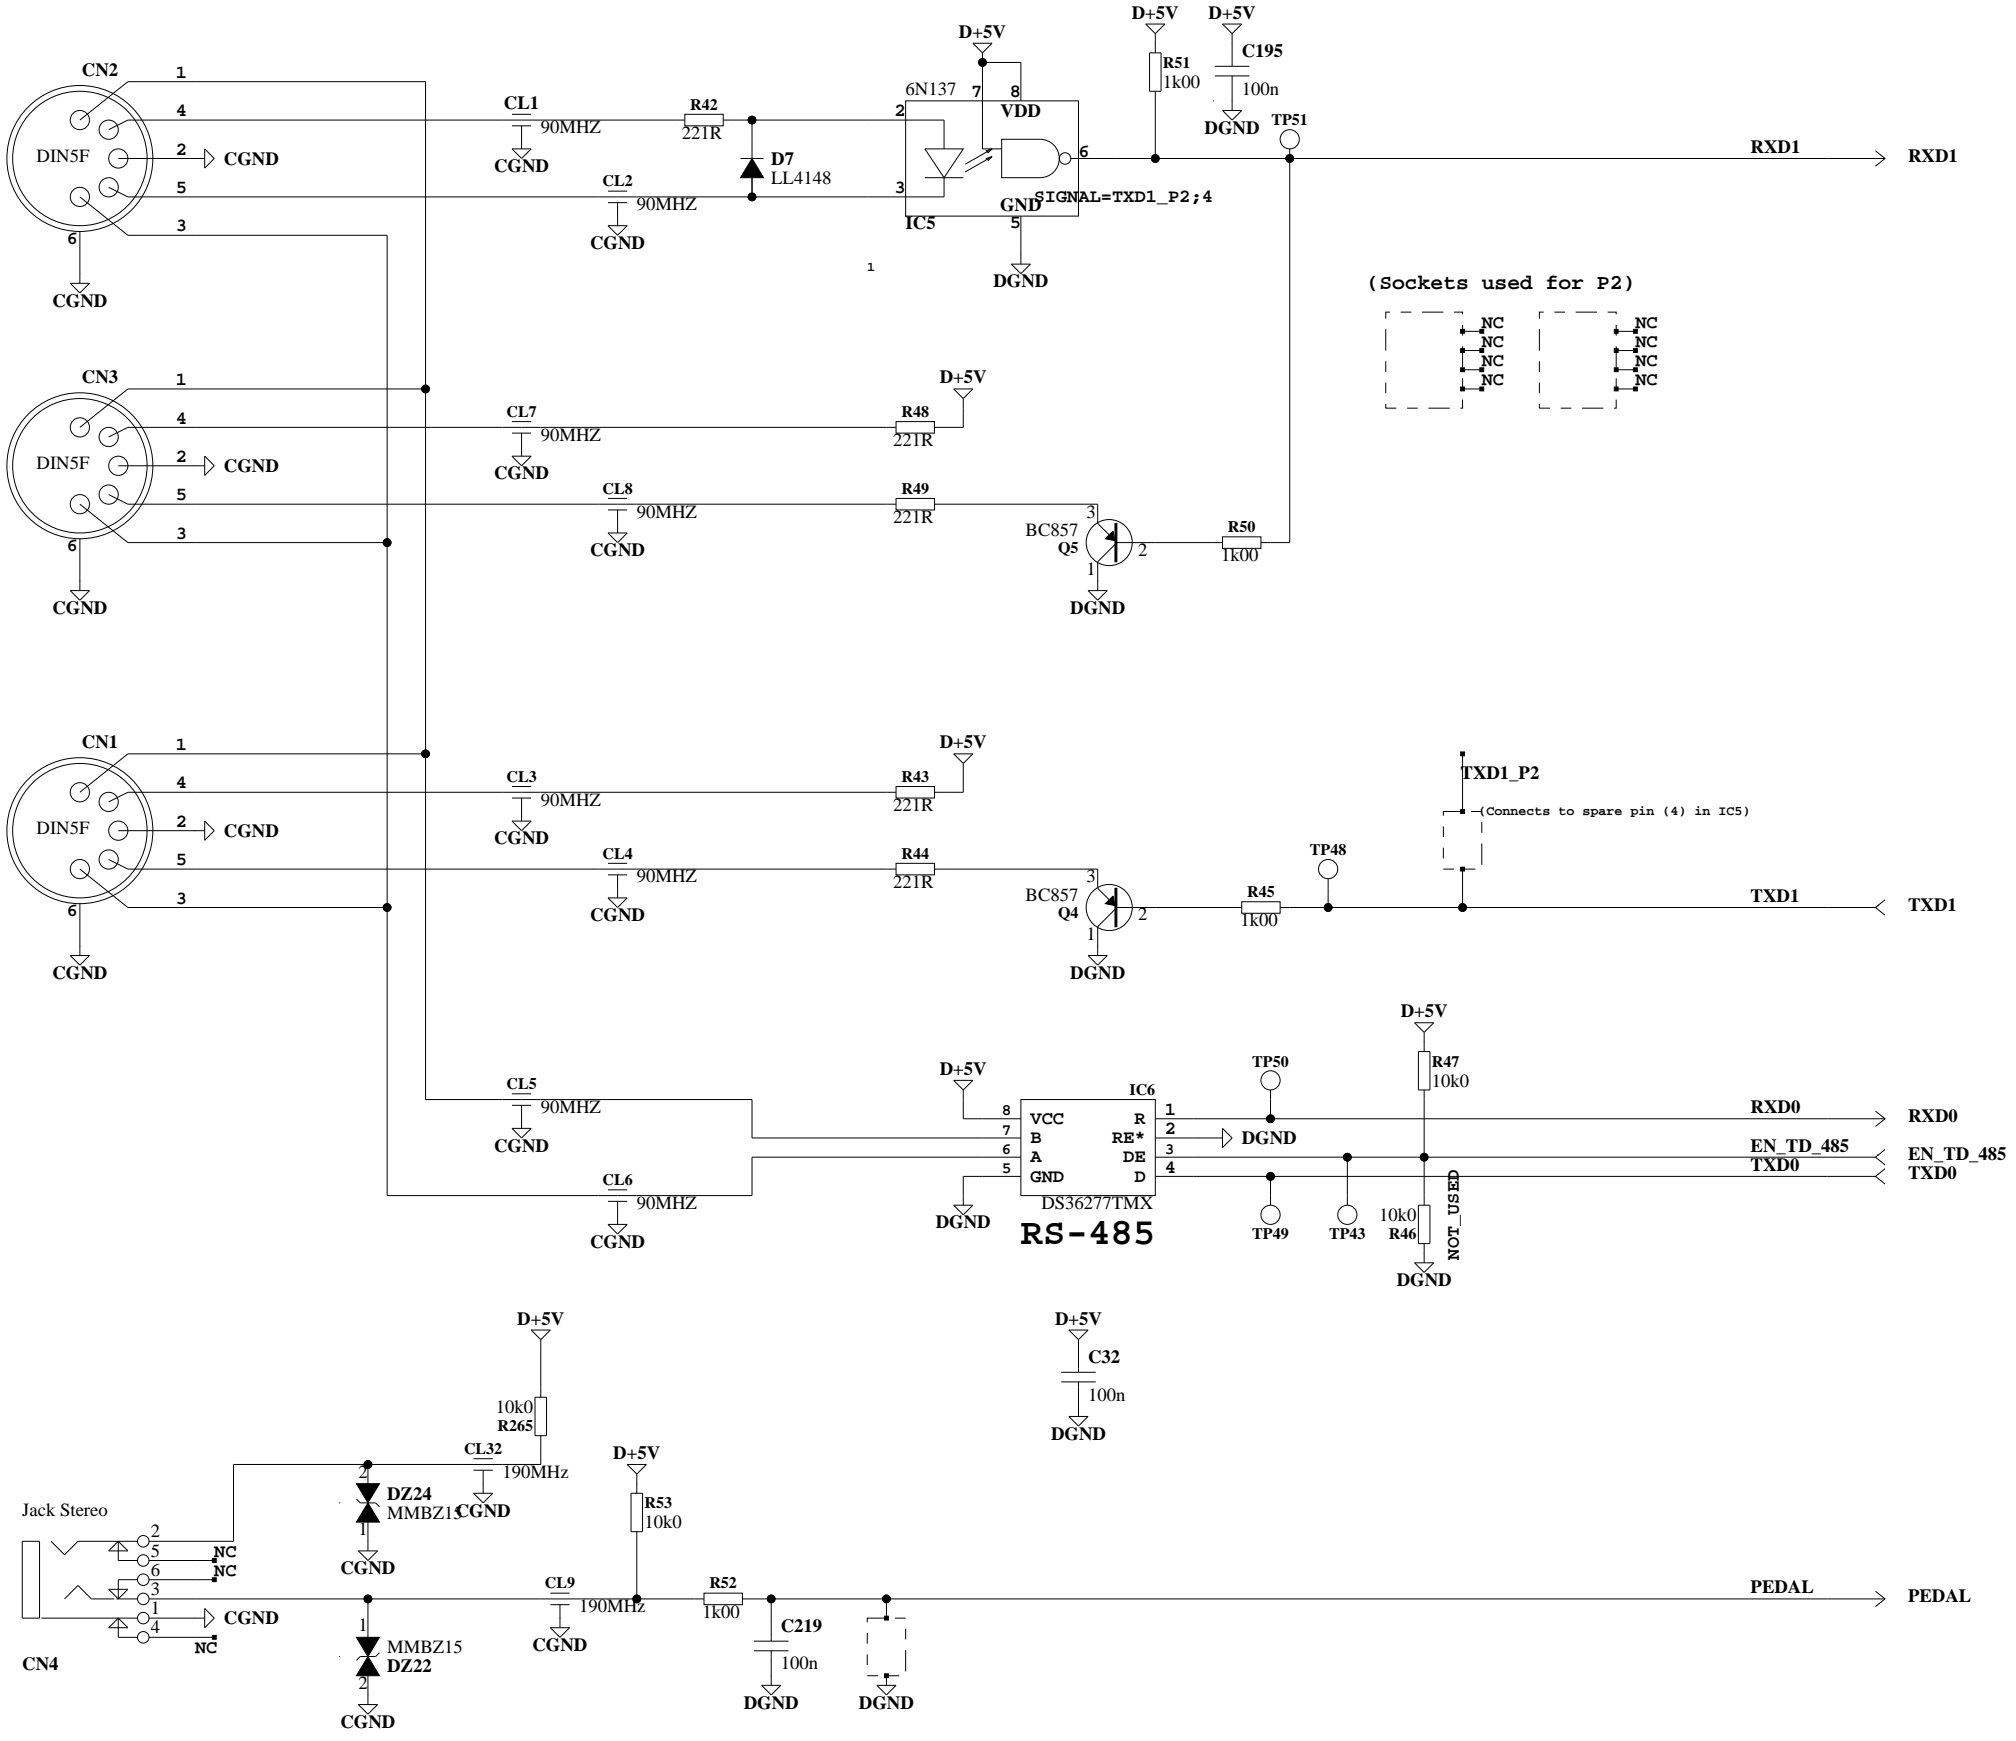 D+5V D+5V
D+5V
CN2 1
R51 1k00
C195 100n
6N137 7 8
4 CL1 R42 2 VDD
90MHZ 221R
DGND TP51
DIN5F 2 CGND CGND
D7 LL4148
6 RXD1 RXD1
5 CL2 3
90MHZ
GND SIGNAL=TXD1_P2;4
3 IC5 5
6 CGND
1 DGND
CGND
(Sockets used for P2)
NC NC
NC NC
NC NC
NC NC
CN3 1 D+5V
4 CL7 R48
90MHZ 221R
DIN5F 2 CGND CGND
5 CL8 R49
90MHZ 221R 3
BC857 Q5 2 R50
1k00
3
6 CGND 1
CGND DGND
CN1 1 D+5V
TXD1_P2
4 CL3 R43
90MHZ 221R
(Connects to spare pin (4) in IC5)
DIN5F 2 CGND CGND
5 CL4 R44 TP48
90MHZ 221R 3
BC857 Q4 2 R45
1k00
TXD1 TXD1
3
6 CGND 1
CGND DGND
D+5V
D+5V TP50 R47
10k0
CL5 IC6
90MHZ
8 VCC R 1 RXD0 RXD0
CGND 7 B RE* 2 DGND
6 A DE 3 EN_TD_485 EN_TD_485
5 GND D 4 TXD0 TXD0
CL6 DS36277TMX
90MHZ DGND
RS-485
TP49 TP43 10k0 R46 NOT_USED
CGND DGND
D+5V D+5V
C32
100n
DGND
10k0
R265
CL32 D+5V
2 190MHz
DZ24 CGND
MMBZ15
1
CGND
R53
10k0
Jack Stereo
2
5 NC
6 NC
3 CL9 R52 PEDAL PEDAL
190MHz 1k00
1 CGND
4 NC
CGND
C219
100n
1
MMBZ15
DZ22
2
CN4
DGND DGND
CGND